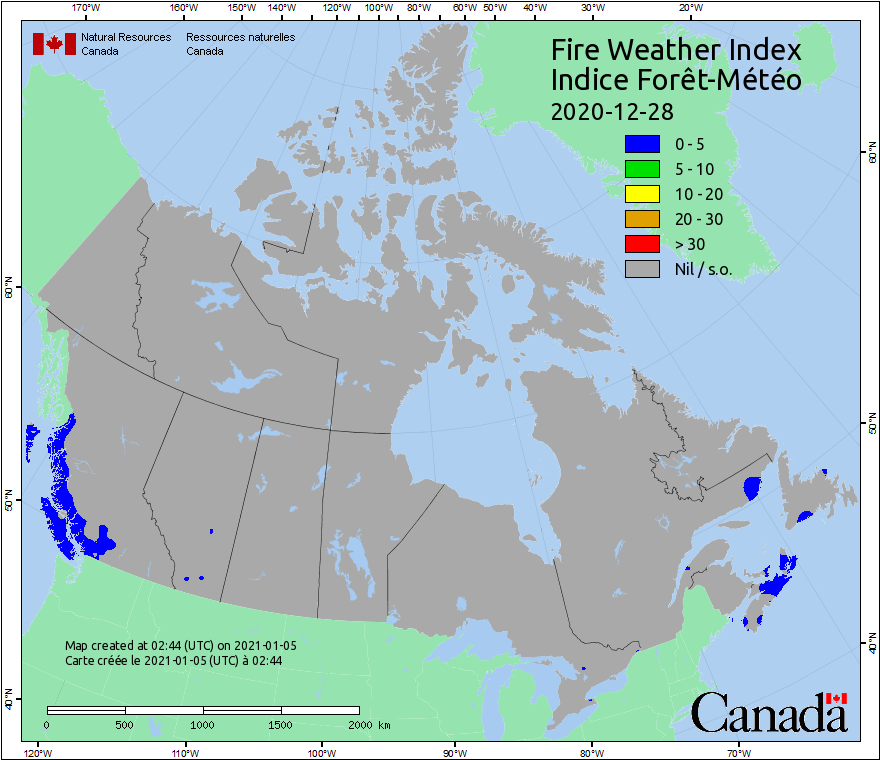 170°W 160°W 150°W 140°W 130°W 120°W 110°W 100°W 90°W 80°W 60°W 50°W 40°W 30°W 20°W
Natural Resources Ressources naturelles
Canada Canada
Fire Weather Index
Indice Forêt-Météo
2020-12-28
0 - 5
5 - 10
10 - 20
20 - 30
> 30
Nil / s.o.
60°N
60°N
50°N
50°N
40°N
40°N
Map created at 02:44 (UTC) on 2021-01-05
Carte créée le 2021-01-05 (UTC) à 02:44
0 500 1000 1500 2000 km
Canada
120°W 110°W 100°W 90°W 80°W 70°W